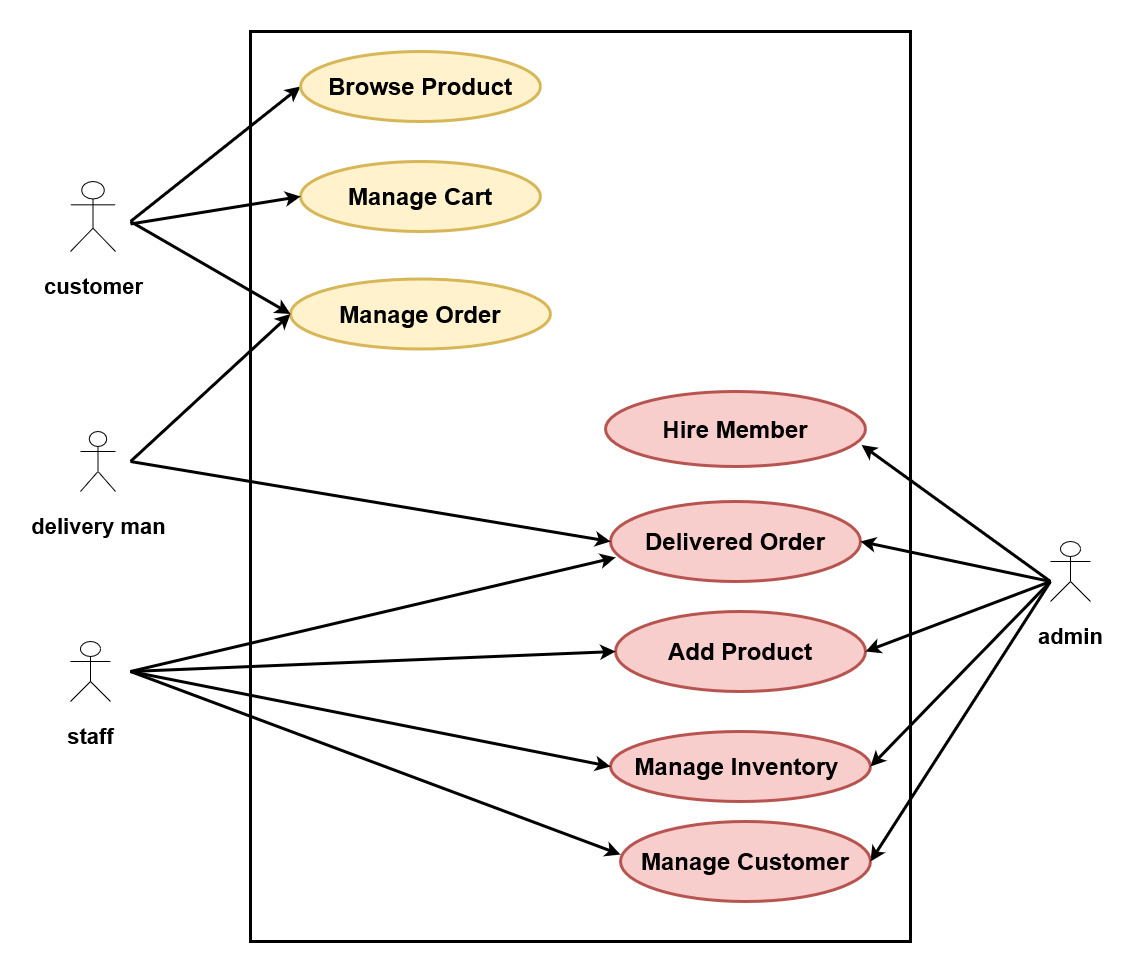 Browse Product
Manage Cart
customer
Manage Order
Hire Member
delivery man
Delivered Order
admin
Add Product
staff
Manage Inventory
Manage Customer